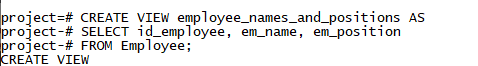 project=# CREATE VIEW employee_names_and_positions AS
project-# SELECT id_employee, em_name, em_position
project-# FROM Employee;
CREATE VIEW